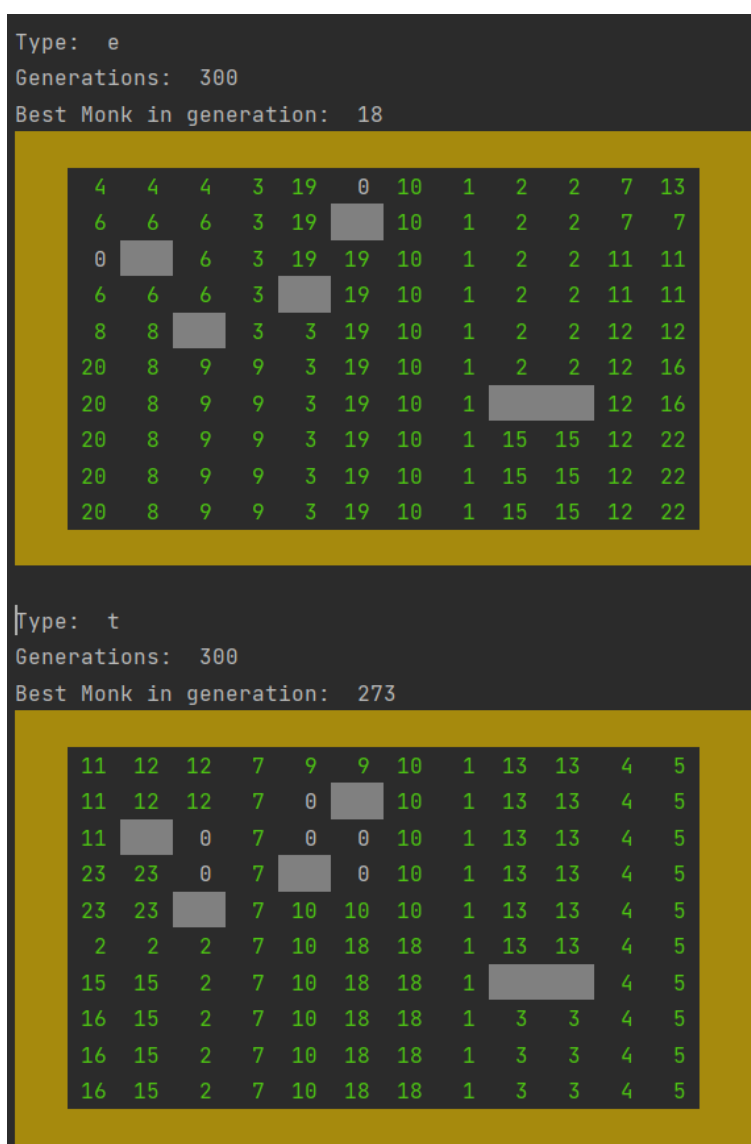 Type:  e
Generations:  300
Best Monk in generation:  18
4 4 4 3 19 0 10 1 2 2 7 13
6 6 6 3 19 10 1 2 2 7 7
0 6 3 19 19 10 1 2 2 11 11
6 6 6 3 19 10 1 2 2 11 11
8 8 3 3 19 10 1 2 2 12 12
20 8 9 9 3 19 10 1 2 2 12 16
20 8 9 9 3 19 10 1 12 16
20 8 9 9 3 19 10 1 15 15 12 22
20 8 9 9 3 19 10 1 15 15 12 22
20 8 9 9 3 19 10 1 15 15 12 22
Type:  t
Generations:  300
Best Monk in generation:  273
11 12 12 7 9 9 10 1 13 13 4 5
11 12 12 7 0 10 1 13 13 4 5
11 0 7 0 0 10 1 13 13 4 5
23 23 0 7 0 10 1 13 13 4 5
23 23 7 10 10 10 1 13 13 4 5
2 2 2 7 10 18 18 1 13 13 4 5
15 15 2 7 10 18 18 1 4 5
16 15 2 7 10 18 18 1 3 3 4 5
16 15 2 7 10 18 18 1 3 3 4 5
16 15 2 7 10 18 18 1 3 3 4 5